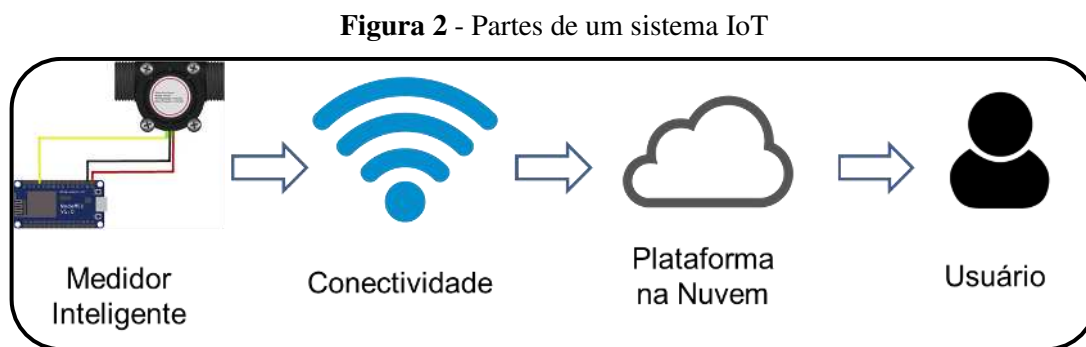 Figura 2 - Partes de um sistema IoT
Medidor
Inteligente
Conectividade
Plataforma
na Nuvem
Usuário